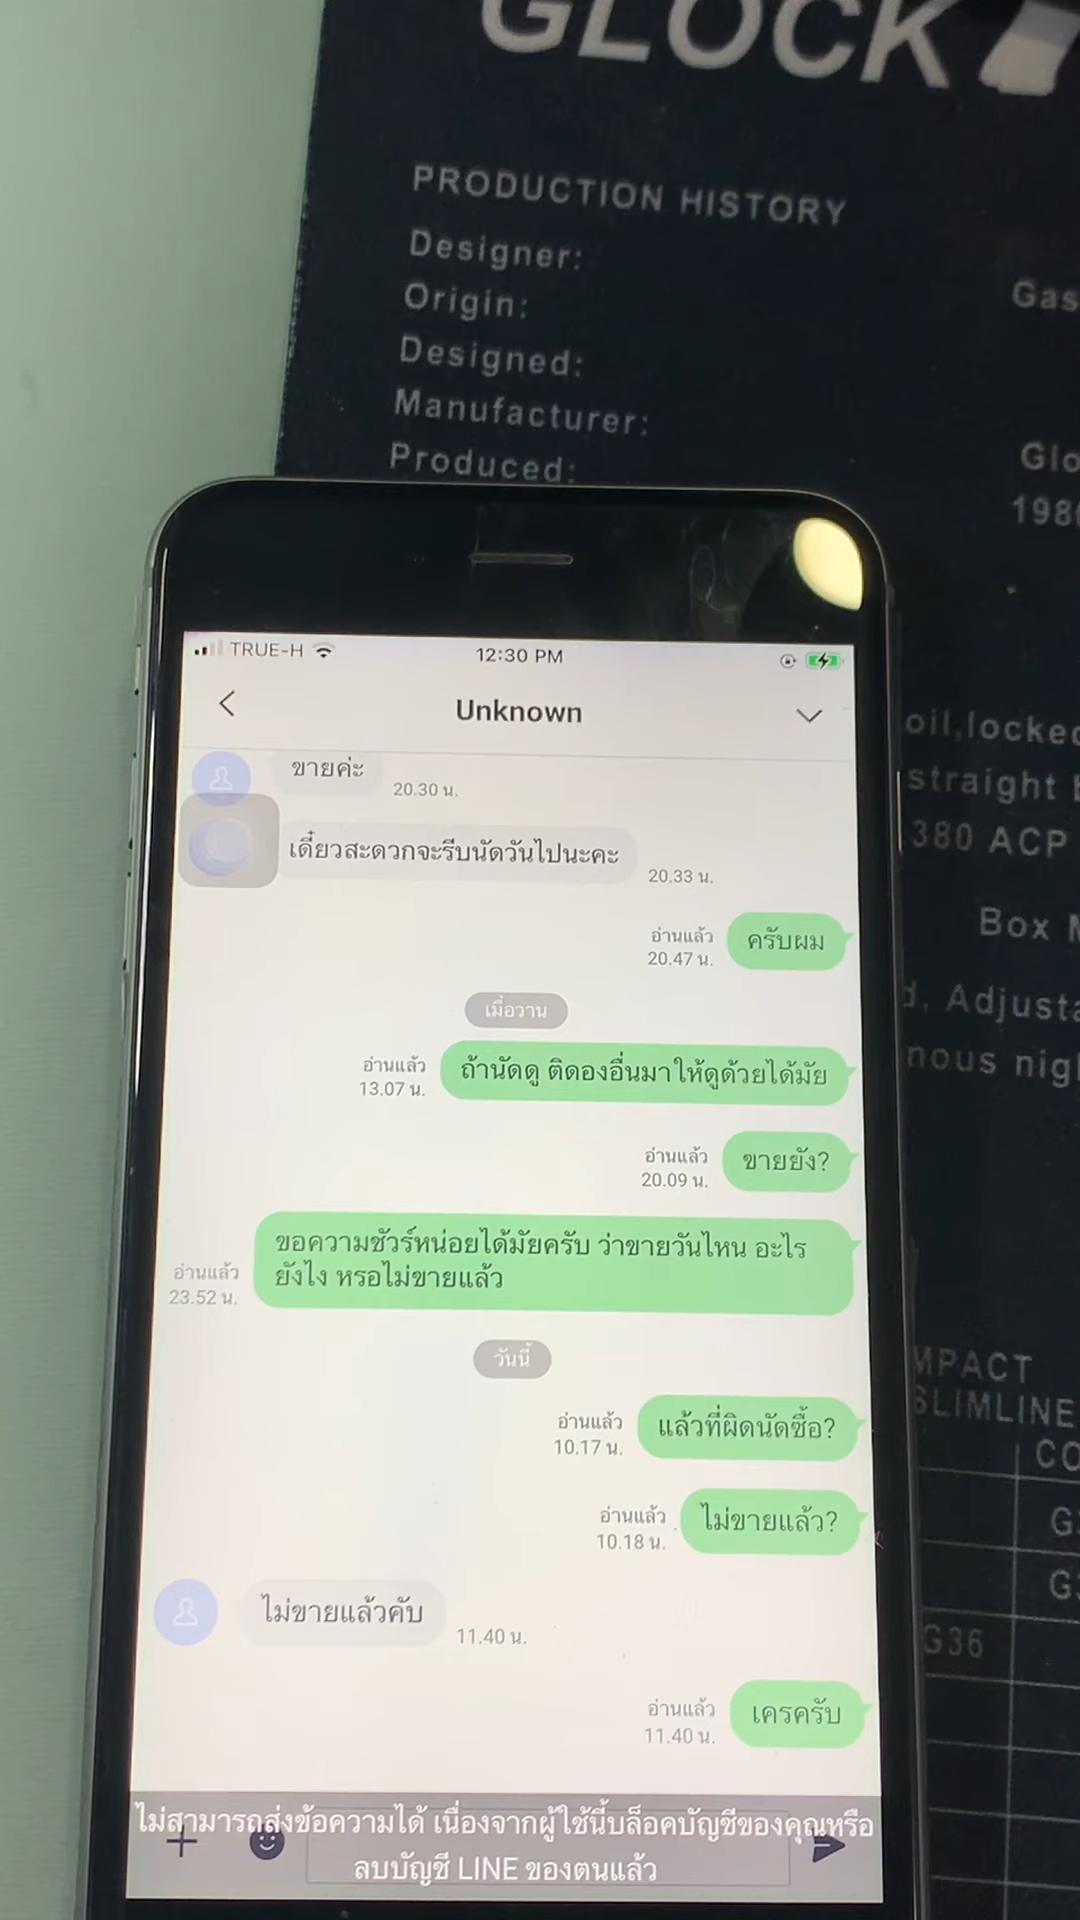 GLOCK
PRODUCTION HISTORY
Designer:
Origin:
Gas
Designed:
Manufacturer:
Glo
Produced:
198
TRUE-H
12:30 PM
Unknown
oil,locked
ขายค่ะ
20.30 น.
straight
เดี๋ยวสะดวกจะรีบนัดวันไปนะคะ
20.33 น.
380 ACP
Box
อ่านแล้ว
20.47 น.
ครับผม
d, Adjusta
เมื่อวาน
nous nig
อ่านแล้ว
13.07 น.
ถ้านัดดู ติดองอื่นมาให้ดูด้วยได้มัย
อ่านแล้ว
20.09 น.
ขายยัง?
ขอความชัวร์หน่อยได้มัยครับ ว่าขายวันไหน อะไร
ยังไง หรอไม่ขายแล้ว
อ่านแล้ว
23.52 น.
วันนี้
MPACT
SLIMLINE
CO
อ่านแล้ว
10.17 น.
แล้วที่ผิดนัดซื้อ?
G
อ่านแล้ว
10.18 น.
ไม่ขายแล้ว?
G
ไม่ขายแล้วคับ
11.40 น.
G36
อ่านแล้ว
11.40 น.
เครครับ
ไม่สามารถส่งข้อความได้ เนื่องจากผู้ใช้นี้บล็อคบัญชีของคุณหรือ
ลบบัญชี LINE ของตนแล้ว